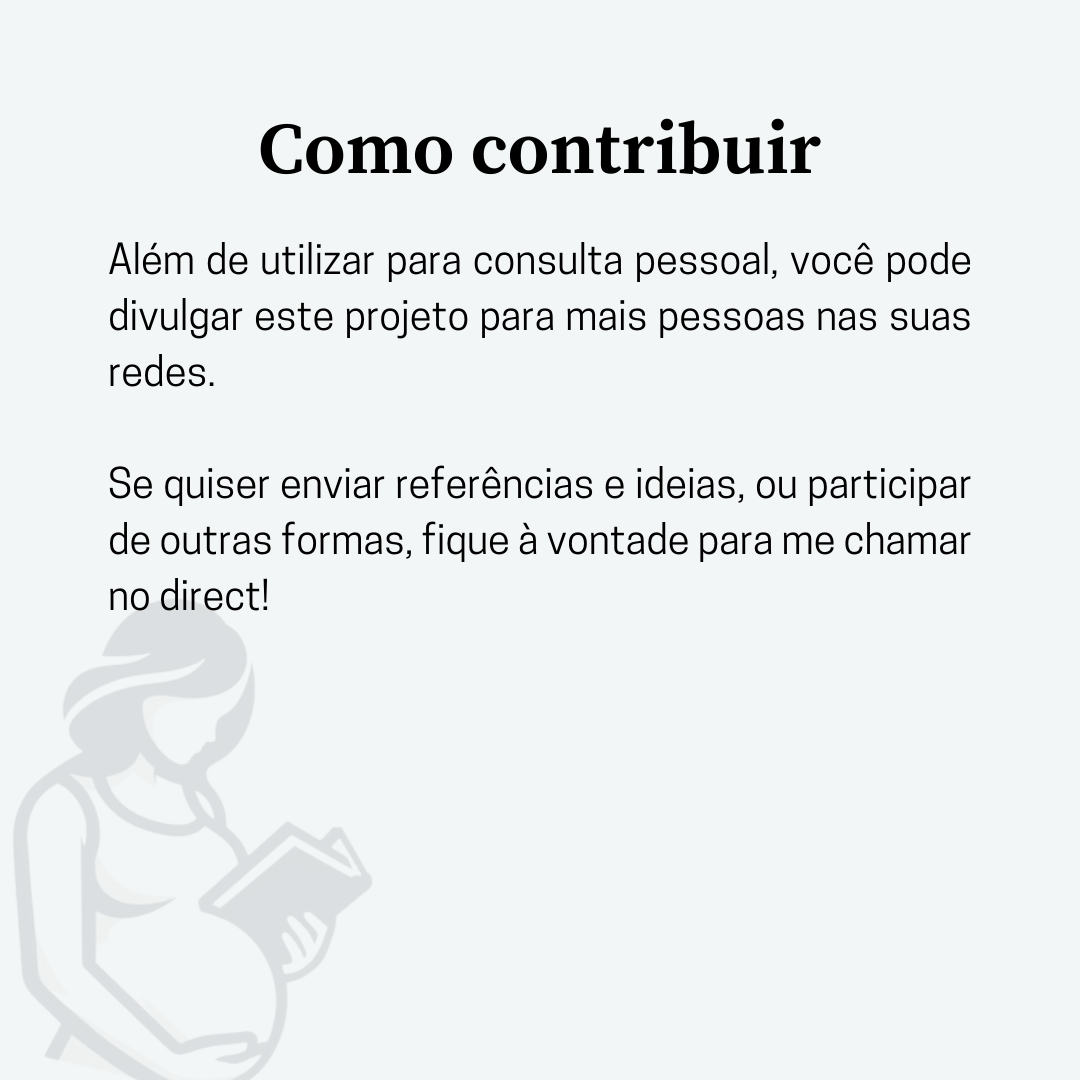 Como contribuir
Além de utilizar para consulta pessoal, você pode
divulgar este projeto para mais pessoas nas suas
redes.
Se quiser enviar referências e ideias, ou participar
de outras formas, fique à vontade para me chamar
no direct!